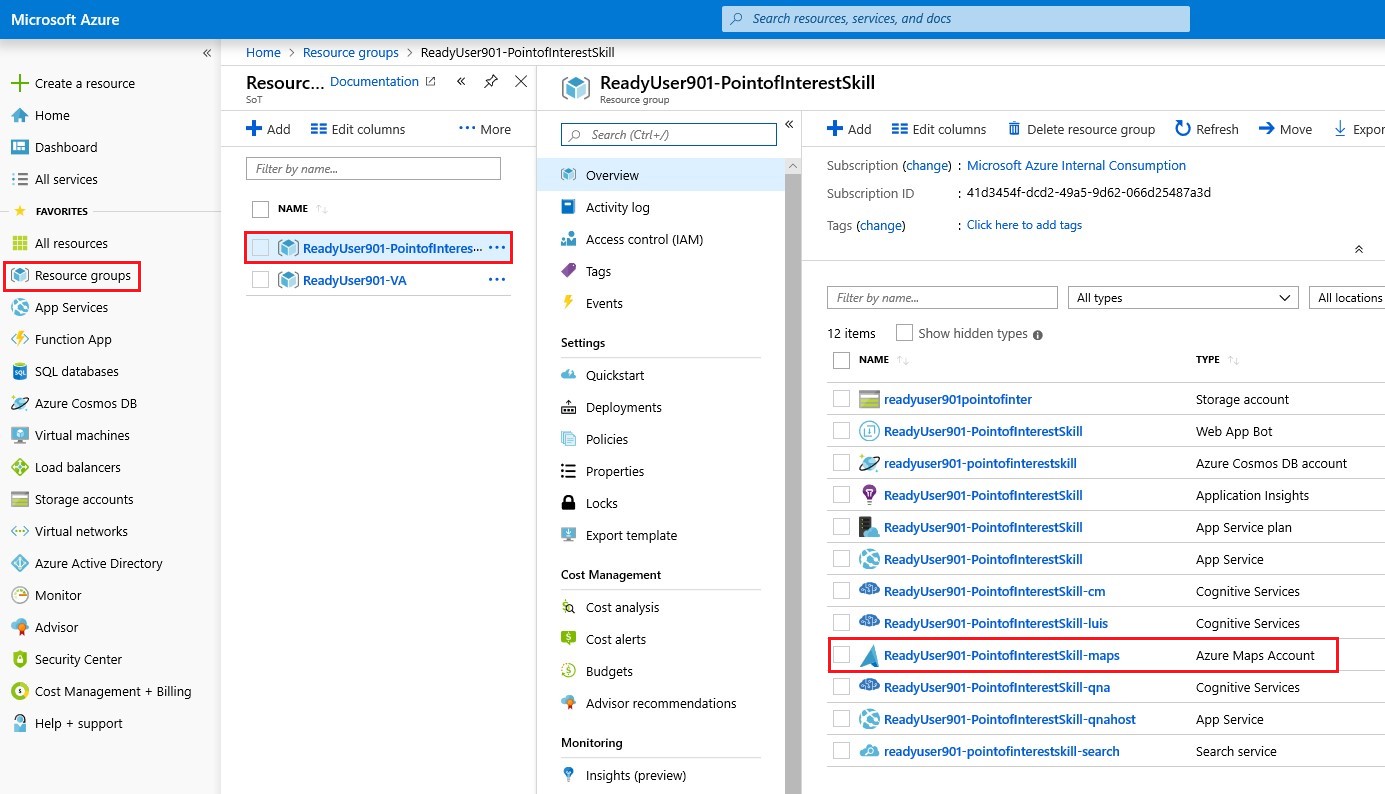 Microsoft Azure
Search resources, services, and docs
Create a resource
Home
Dashboard
All services
FAVORITES
All resources
Resource groups
App Services
Function App
SQL databases
Azure Cosmos DB
Virtual machines
Load balancers
Storage accounts
Virtual networks
Azure Active Directory
Monitor
Advisor
Security Center
Cost Management + Billing
Help + support
Home > Resource groups > ReadyUser901-PointofInterestSkill
Resourc... Documentation
SoT
Add Edit columns ··· More
Filter by name...
NAME
ReadyUser901-PointofInteres... ···
ReadyUser901-VA ···
ReadyUser901-PointofInterestSkill
Resource group
Search (Ctrl+/)
Overview
Activity log
Access control (IAM)
Tags
Events
Settings
Quickstart
Deployments
Policies
Properties
Locks
Export template
Cost Management
Cost analysis
Cost alerts
Budgets
Advisor recommendations
Monitoring
Insights (preview)
Add Edit columns Delete resource group Refresh Move Expor
Subscription (change) : Microsoft Azure Internal Consumption
Subscription ID : 41d3454f-dcd2-49a5-9d62-066d25487a3d
Tags (change) : Click here to add tags
Filter by name... All types All locations
12 items Show hidden types
NAME TYPE
readyuser901pointofinter Storage account
ReadyUser901-PointofInterestSkill Web App Bot
readyuser901-pointofinterestskill Azure Cosmos DB account
ReadyUser901-PointofInterestSkill Application Insights
ReadyUser901-PointofInterestSkill App Service plan
ReadyUser901-PointofInterestSkill App Service
ReadyUser901-PointofInterestSkill-cm Cognitive Services
ReadyUser901-PointofInterestSkill-luis Cognitive Services
ReadyUser901-PointofInterestSkill-maps Azure Maps Account
ReadyUser901-PointofInterestSkill-qna Cognitive Services
ReadyUser901-PointofInterestSkill-qnahost App Service
readyuser901-pointofinterestskill-search Search service